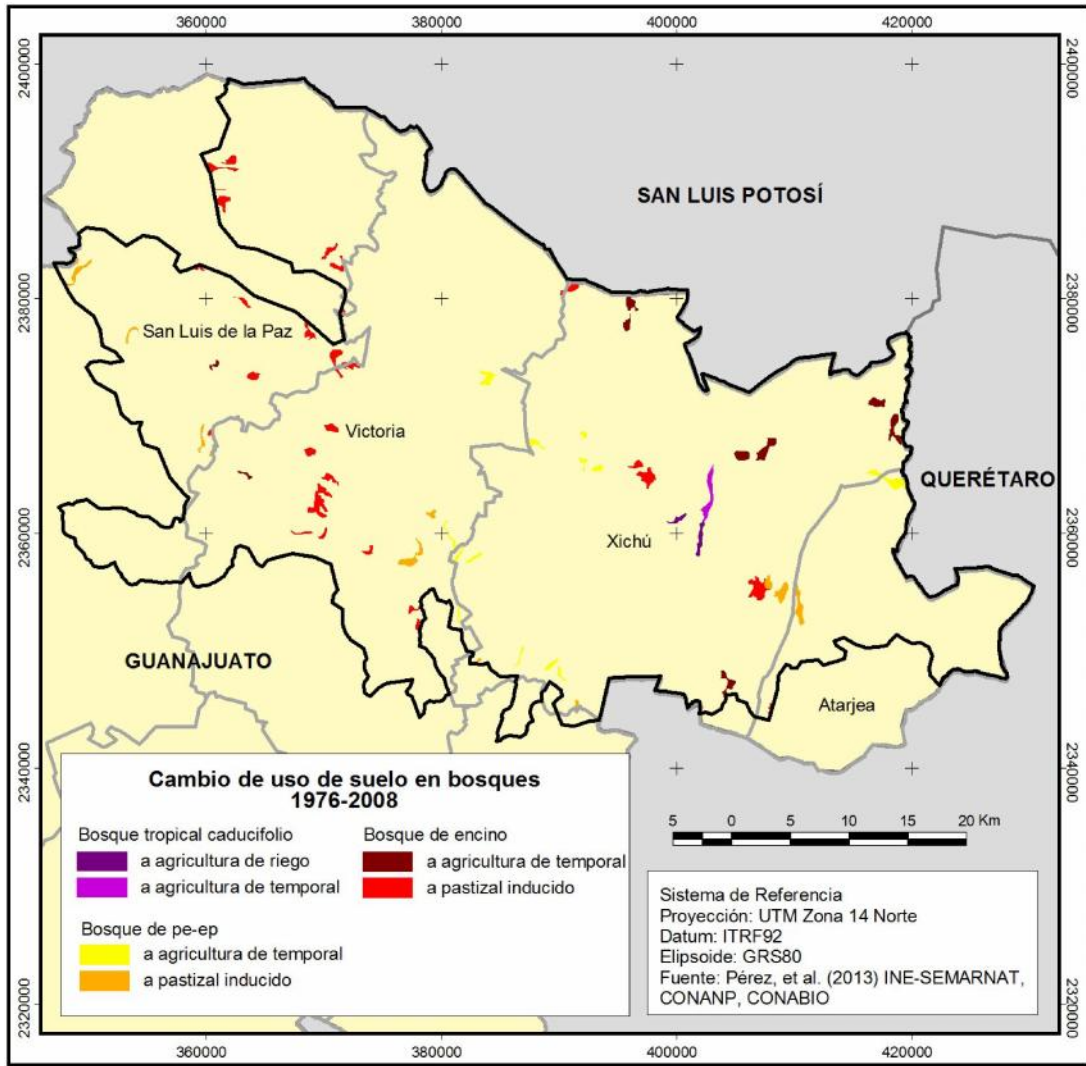 360000 380000 400000 420000
2400000 2400000
SAN LUIS POTOSÍ
2380000 2380000
San Luis de la Paz
Victoria
QUERÉTARO
2360000 2360000
Xichú
GUANAJUATO
Atarjea
2340000 2340000
Cambio de uso de suelo en bosques
1976-2008
Bosque tropical caducifolio
a agricultura de riego
a agricultura de temporal
Bosque de encino
a agricultura de temporal
a pastizal inducido
Bosque de pe-ep
a agricultura de temporal
a pastizal inducido
5 0 5 10 15 20 Km
Sistema de Referencia
Proyección: UTM Zona 14 Norte
Datum: ITRF92
Elipsoide: GRS80
Fuente: Pérez, et al. (2013) INE-SEMARNAT,
CONANP, CONABIO
2320000 2320000
360000 380000 400000 420000